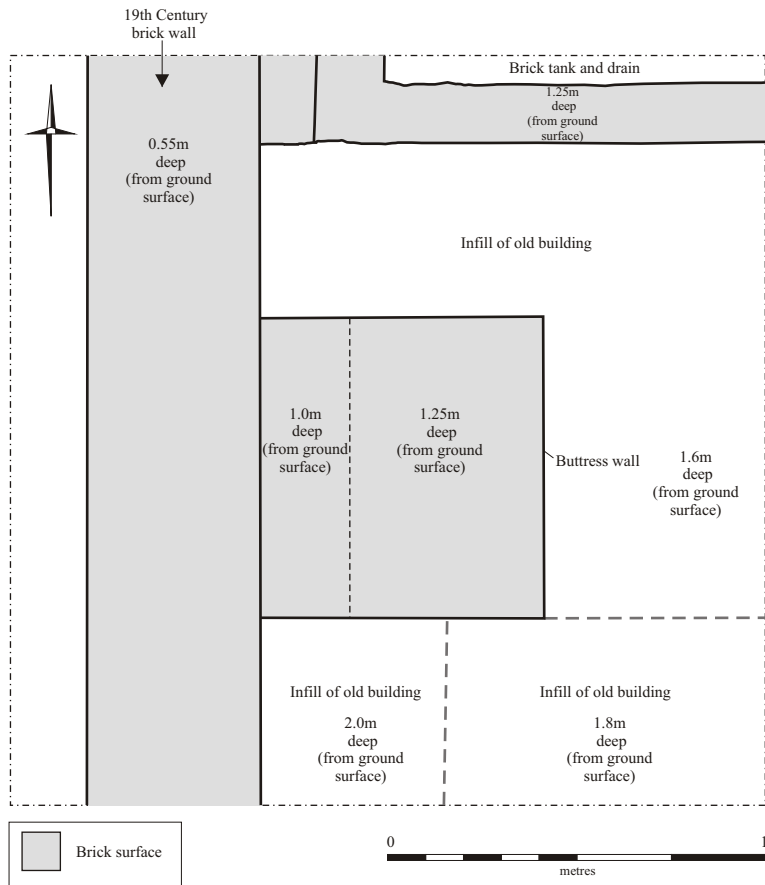 19th Century
brick wall
Brick tank and drain
1.25m
deep
(from ground
surface)
0.55m
deep
(from ground
surface)
Infill of old building
1.0m
deep
(from ground
surface)
1.25m
deep
(from ground
surface)
Buttress wall
1.6m
deep
(from ground
surface)
Infill of old building
2.0m
deep
(from ground
surface)
Infill of old building
1.8m
deep
(from ground
surface)
Brick surface
0
1
metres